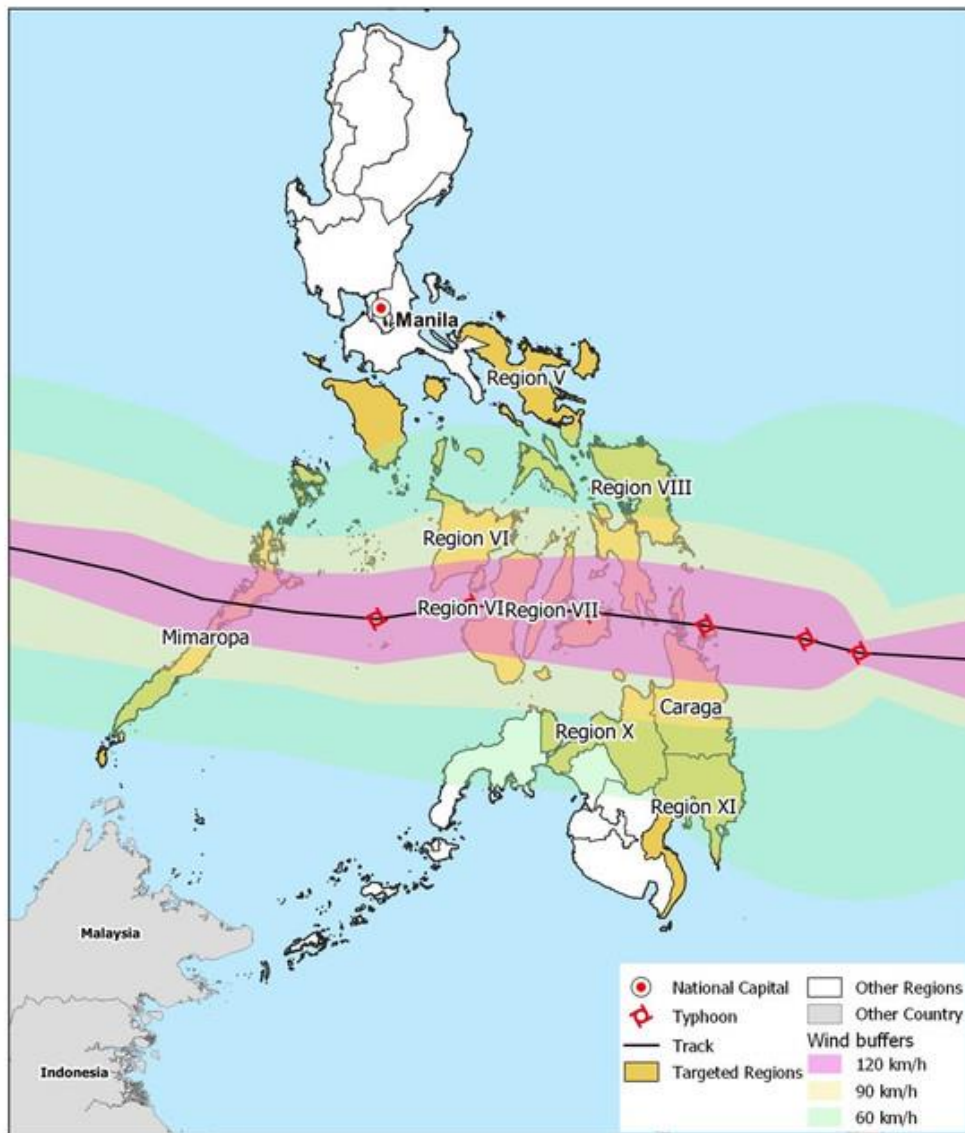 Manila
Region V
Region VIII
Region VI
Region VI
Region VII
Mimaropa
Caraga
Region X
Region XI
Malaysia
Indonesia
National Capital
Typhoon
Track
Targeted Regions
Other Regions
Other Country
Wind buffers
120 km/h
90 km/h
60 km/h